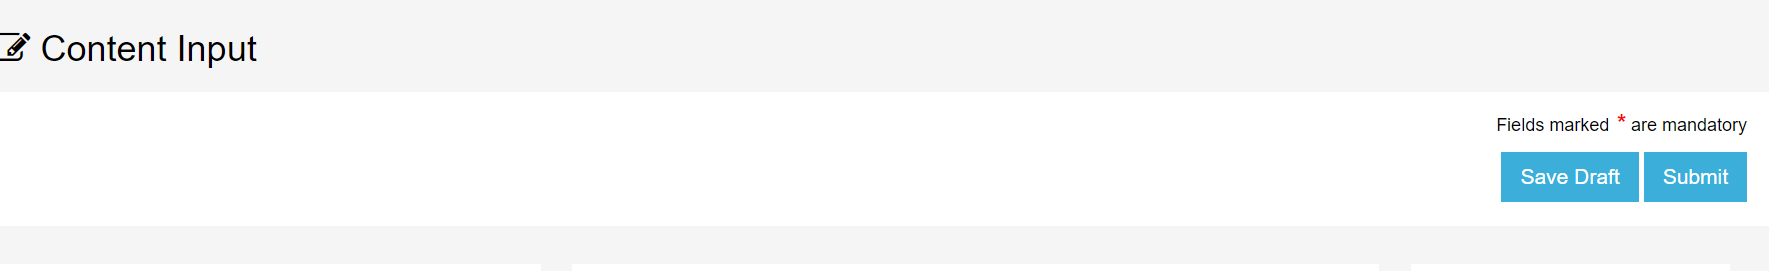 Content Input
Fields marked * are mandatory
Save Draft
Submit